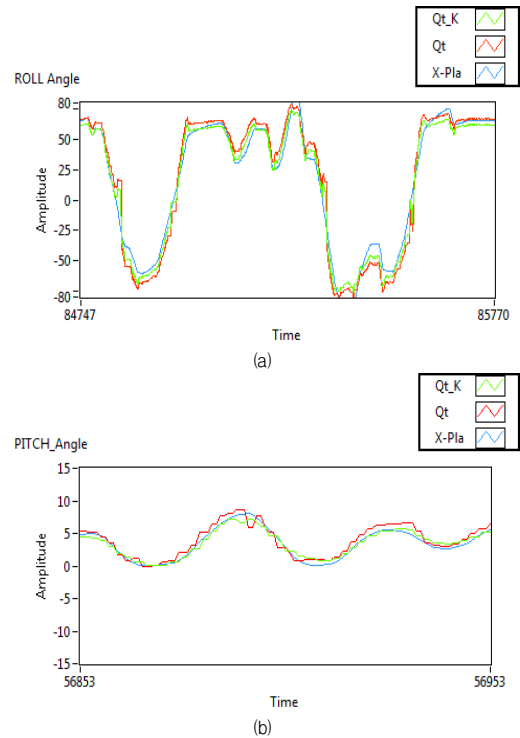 Qt_K
Qt
X-Pla
ROLL Angle
80
50
25
0
-25
-50
-80
Amplitude
84747
85770
Time
(a)
Qt_K
Qt
X-Pla
PITCH_Angle
15
10
5
0
-5
-10
-15
Amplitude
56853
56953
Time
(b)